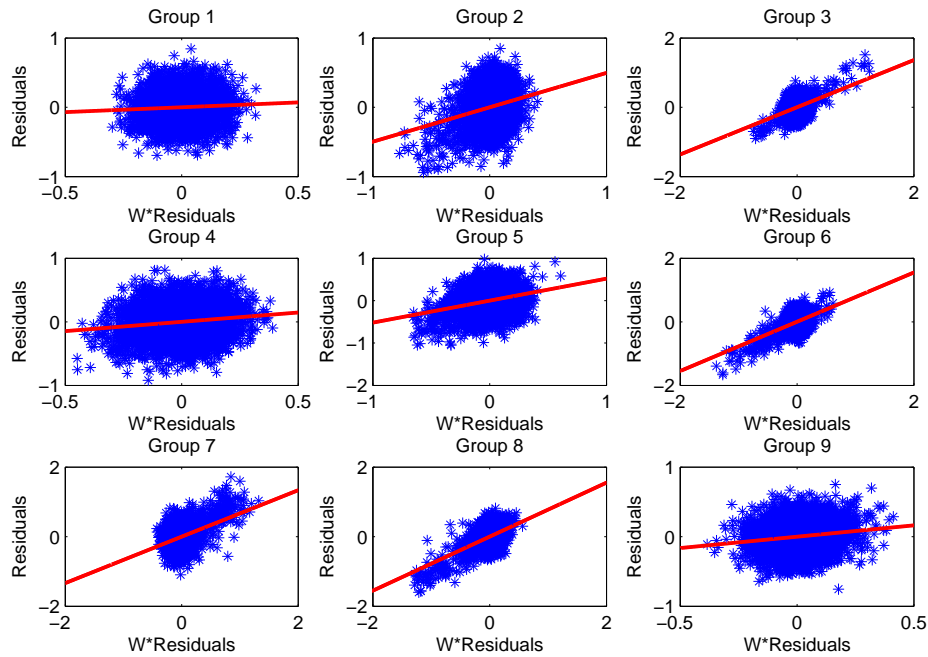 Group 1
Group 2
Group 3
1
0
−1
Residuals
−0.5
0
0.5
W*Residuals
1
0
−1
Residuals
−1
0
1
W*Residuals
2
0
−2
Residuals
−2
0
2
W*Residuals
Group 4
Group 5
Group 6
1
0
−1
Residuals
−0.5
0
0.5
W*Residuals
1
0
−1
−2
Residuals
−1
0
1
W*Residuals
2
0
−2
Residuals
−2
0
2
W*Residuals
Group 7
Group 8
Group 9
2
0
−2
Residuals
−2
0
2
W*Residuals
2
0
−2
Residuals
−2
0
2
W*Residuals
1
0
−1
Residuals
−0.5
0
0.5
W*Residuals